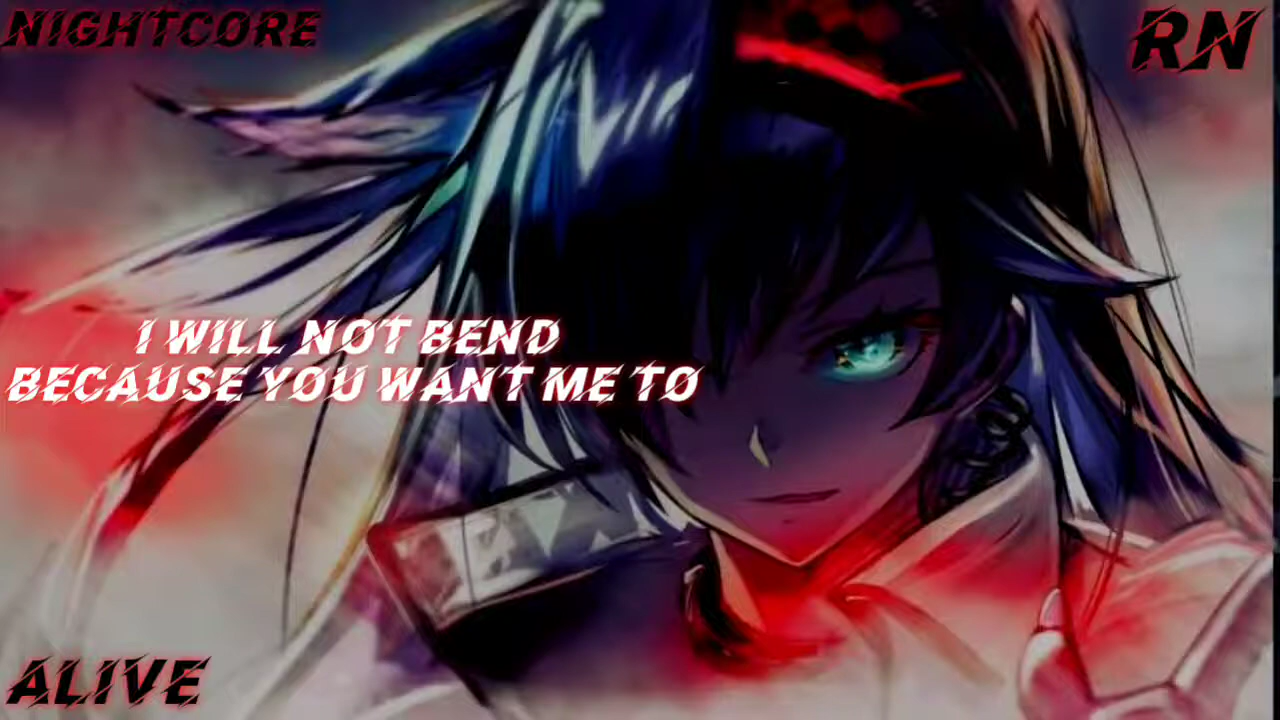 NIGHTCORE
RN
I WILL NOT BEND
BECAUSE YOU WANT ME TO
ALIVE